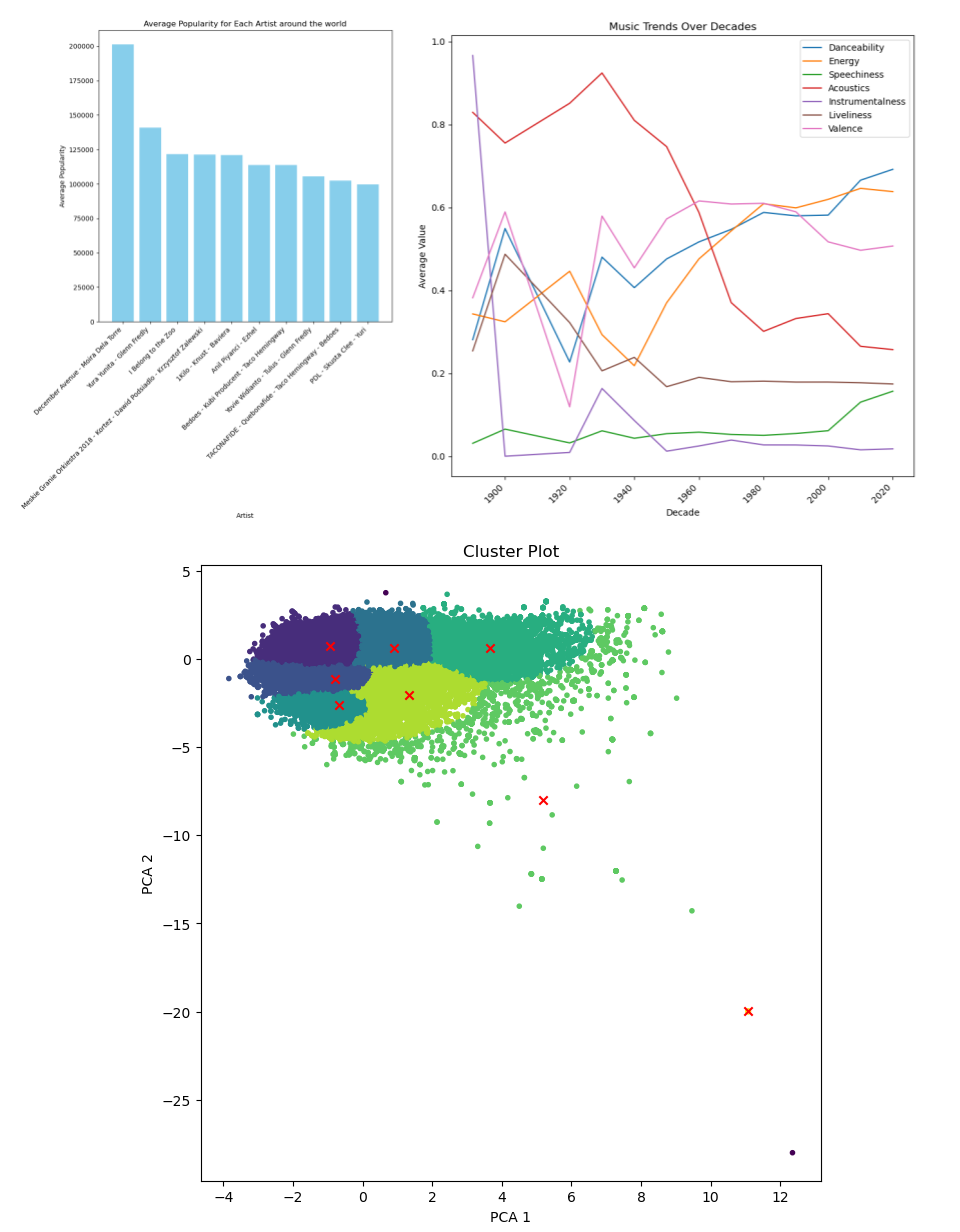 Average Popularity for Each Artist around the world
Average Popularity
200000
175000
150000
125000
100000
75000
50000
25000
0
December Avenue - Moira Dela Torre
Yura Yunita - Glenn Fredly
I Belong to the Zoo
Meskie Granie Orkiestra 2018 - Kortez - Dawid Podsiadlo - Krzysztof Zalewski
1Kilo - Knust - Baviera
Anil Piyanci - Ezhel
Bedoes - Kubi Producent - Taco Hemingway
Yovie Widianto - Tulus - Glenn Fredly
TACONAFIDE - Quebonafide - Taco Hemingway - Bedoes
PDL - Skusta Clee - Yuri
Artist
Music Trends Over Decades
Average Value
1.0
0.8
0.6
0.4
0.2
0.0
Danceability
Energy
Speechiness
Acoustics
Instrumentalness
Liveliness
Valence
1900
1920
1940
1960
1980
2000
2020
Decade
Cluster Plot
PCA 2
5
0
−5
−10
−15
−20
−25
−4
−2
0
2
4
6
8
10
12
PCA 1